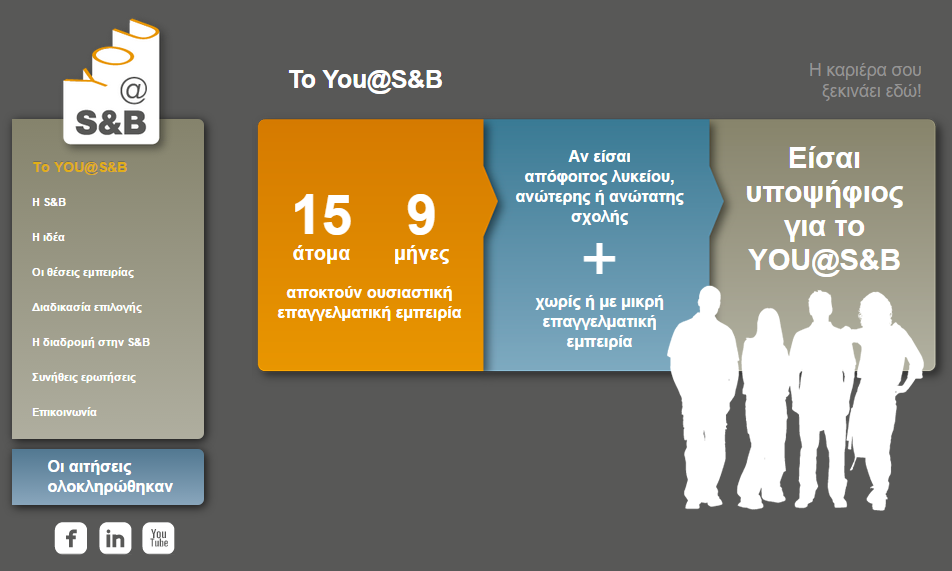 @
S&B
Το YOU@S&B
Η S&B
Η ιδέα
Οι θέσεις εμπειρίας
Διαδικασία επιλογής
Η διαδρομή στην S&B
Συνήθεις ερωτήσεις
Επικοινωνία
Οι αιτήσεις
ολοκληρώθηκαν
f
in
You
Tube
Το You@S&B
Η καριέρα σου
ξεκινάει εδώ!
15 9
άτομα μήνες
αποκτούν ουσιαστική
επαγγελματική εμπειρία
Αν είσαι
απόφοιτος λυκείου,
ανώτερης ή ανώτατης
σχολής
+
χωρίς ή με μικρή
επαγγελματική
εμπειρία
Είσαι
υποψήφιος
για το
YOU@S&B